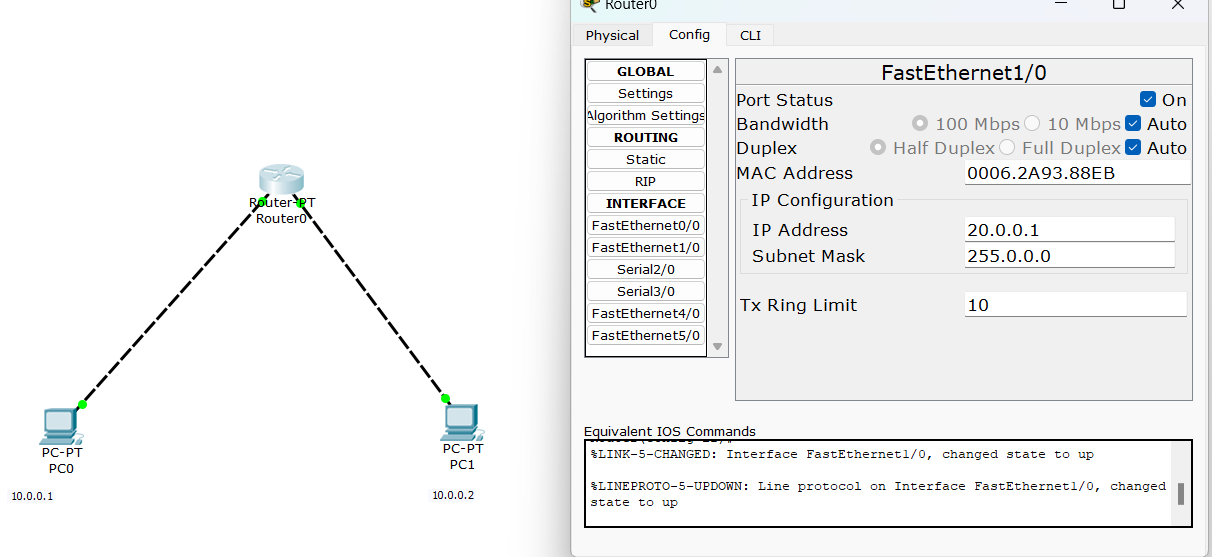 Router0
Physical
Config
CLI
GLOBAL
Settings
Algorithm Settings
ROUTING
Static
RIP
INTERFACE
FastEthernet0/0
FastEthernet1/0
Serial2/0
Serial3/0
FastEthernet4/0
FastEthernet5/0
FastEthernet1/0
Port Status On
Bandwidth 100 Mbps 10 Mbps Auto
Duplex Half Duplex Full Duplex Auto
MAC Address 0006.2A93.88EB
IP Configuration
IP Address 20.0.0.1
Subnet Mask 255.0.0.0
Tx Ring Limit 10
Equivalent IOS Commands
%LINK-5-CHANGED: Interface FastEthernet1/0, changed state to up
%LINEPROTO-5-UPDOWN: Line protocol on Interface FastEthernet1/0, changed
state to up
Router-PT
Router0
PC-PT
PC0
10.0.0.1
PC-PT
PC1
10.0.0.2